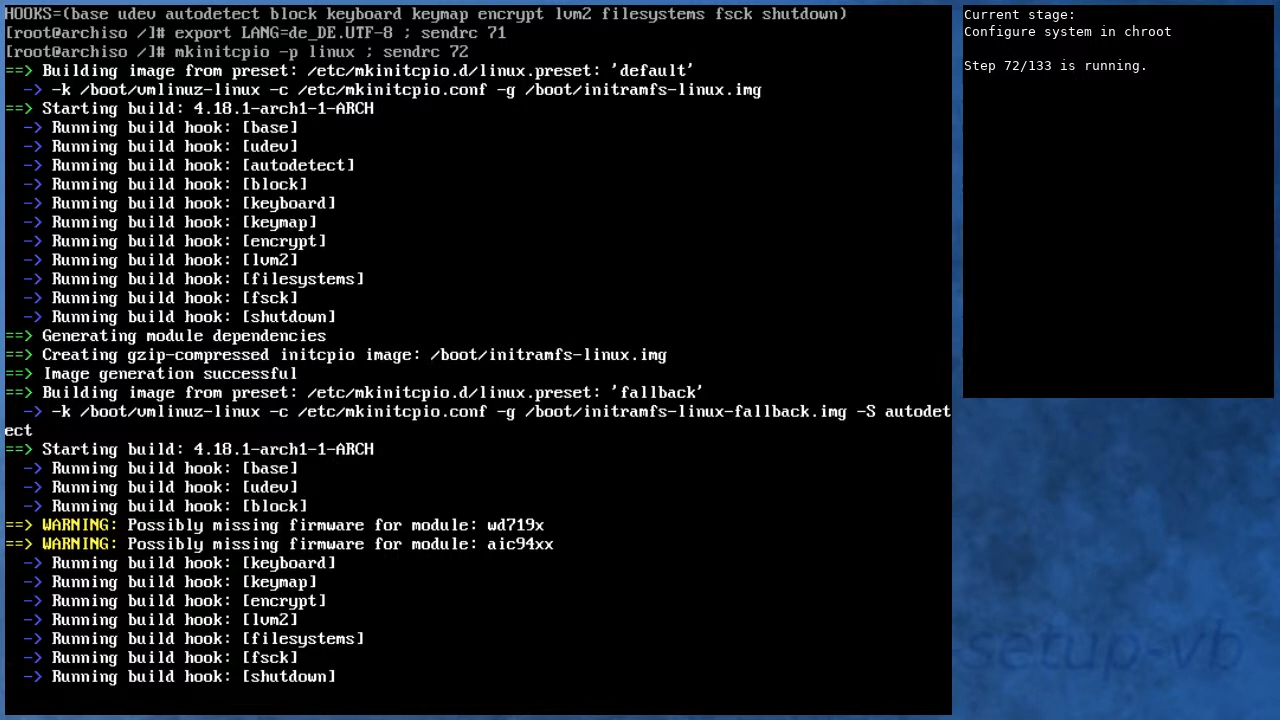 HOOKS=(base udev autodetect block keyboard keymap encrypt lvm2 filesystems fsck shutdown)
[root@archiso /]# export LANG=de_DE.UTF-8 ; sendrc 71
[root@archiso /]# mkinitcpio -p linux ; sendrc 72
==> Building image from preset: /etc/mkinitcpio.d/linux.preset: 'default'
  -> -k /boot/vmlinuz-linux -c /etc/mkinitcpio.conf -g /boot/initramfs-linux.img
==> Starting build: 4.18.1-arch1-1-ARCH
  -> Running build hook: [base]
  -> Running build hook: [udev]
  -> Running build hook: [autodetect]
  -> Running build hook: [block]
  -> Running build hook: [keyboard]
  -> Running build hook: [keymap]
  -> Running build hook: [encrypt]
  -> Running build hook: [lvm2]
  -> Running build hook: [filesystems]
  -> Running build hook: [fsck]
  -> Running build hook: [shutdown]
==> Generating module dependencies
==> Creating gzip-compressed initcpio image: /boot/initramfs-linux.img
==> Image generation successful
==> Building image from preset: /etc/mkinitcpio.d/linux.preset: 'fallback'
  -> -k /boot/vmlinuz-linux -c /etc/mkinitcpio.conf -g /boot/initramfs-linux-fallback.img -S autodet
ect
==> Starting build: 4.18.1-arch1-1-ARCH
  -> Running build hook: [base]
  -> Running build hook: [udev]
  -> Running build hook: [block]
==> WARNING: Possibly missing firmware for module: wd719x
==> WARNING: Possibly missing firmware for module: aic94xx
  -> Running build hook: [keyboard]
  -> Running build hook: [keymap]
  -> Running build hook: [encrypt]
  -> Running build hook: [lvm2]
  -> Running build hook: [filesystems]
  -> Running build hook: [fsck]
  -> Running build hook: [shutdown]
Current stage:
Configure system in chroot
Step 72/133 is running.
-setup-vb